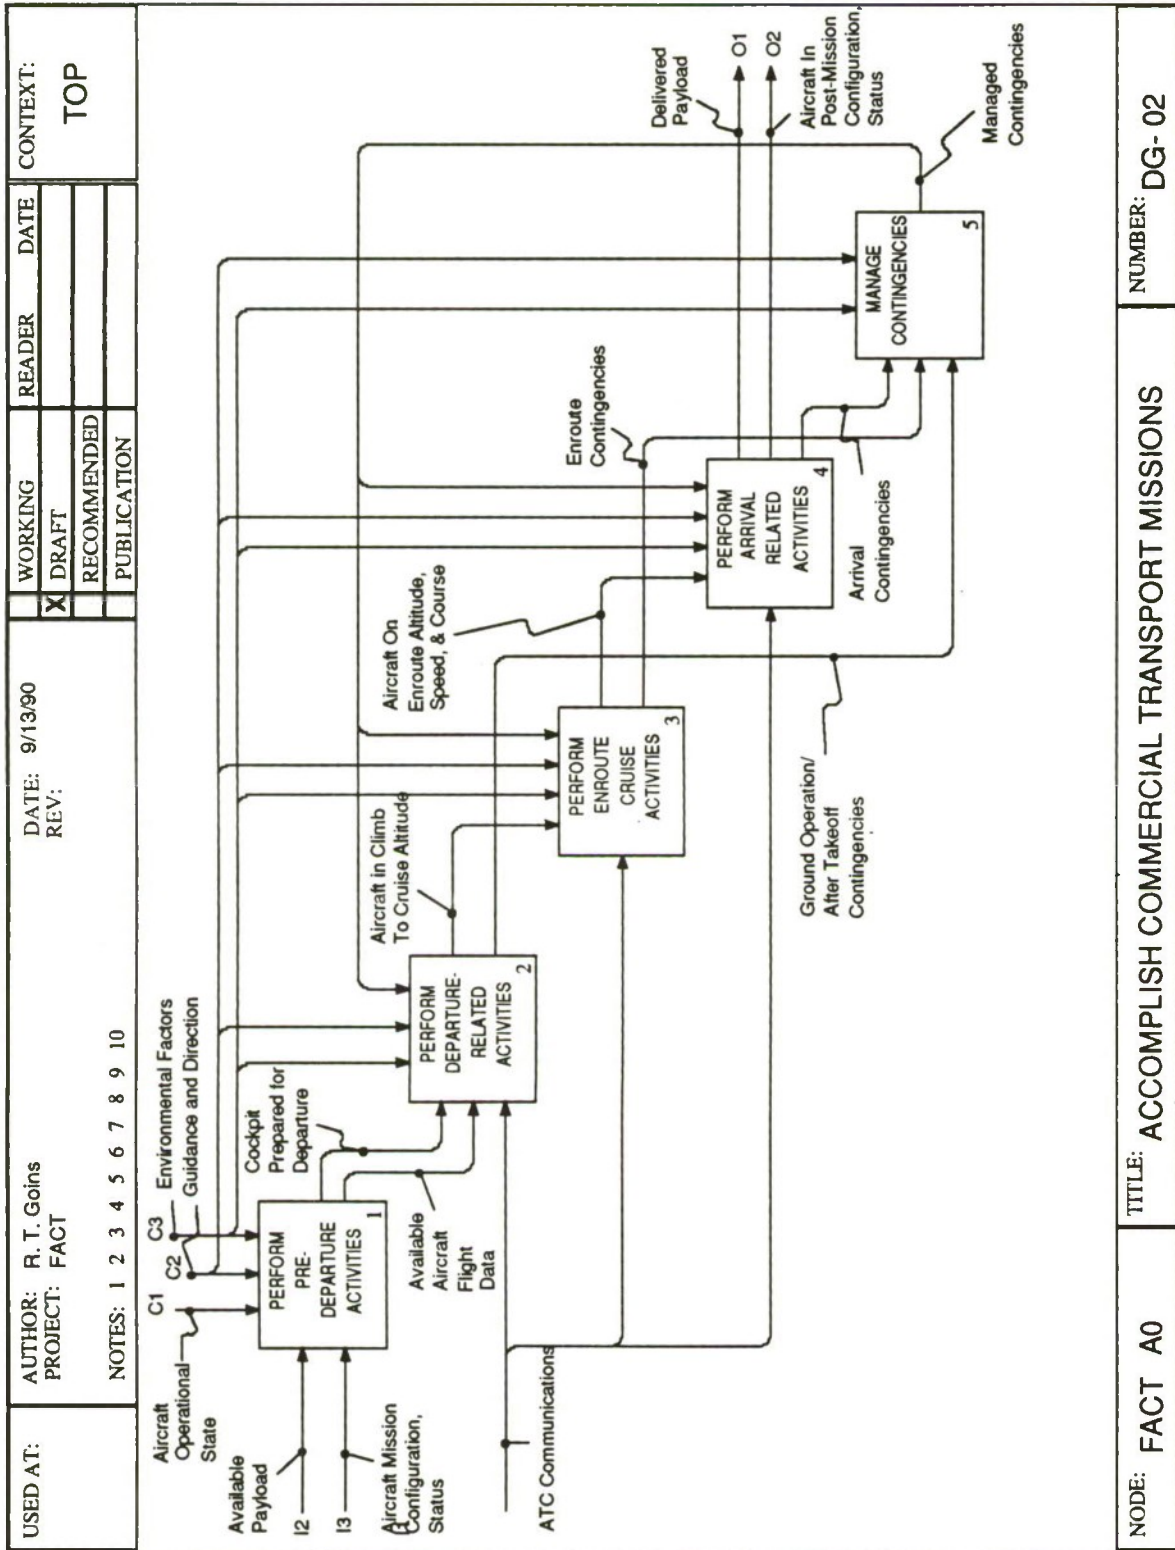 USED AT:
AUTHOR: R. T. Goins
PROJECT: FACT
DATE: 9/13/90
REV:
NOTES: 1 2 3 4 5 6 7 8 9 10
WORKING
X DRAFT
RECOMMENDED
PUBLICATION
READER
DATE
CONTEXT:
TOP
C1
C2
C3
Environmental Factors
Guidance and Direction
Aircraft
Operational
State
Available
Payload
I2
I3
Aircraft Mission
Configuration,
Status
ATC Communications
PERFORM
PRE-
DEPARTURE
ACTIVITIES
1
Cockpit
Prepared for
Departure
Available
Aircraft
Flight
Data
PERFORM
DEPARTURE-
RELATED
ACTIVITIES
2
Aircraft in Climb
To Cruise Altitude
PERFORM
ENROUTE
CRUISE
ACTIVITIES
3
Aircraft On
Enroute Altitude,
Speed, & Course
Ground Operation/
After Takeoff
Contingencies
PERFORM
ARRIVAL
RELATED
ACTIVITIES
4
Enroute
Contingencies
Arrival
Contingencies
MANAGE
CONTINGENCIES
5
Delivered
Payload
O1
O2
Aircraft In
Post-Mission
Configuration,
Status
Managed
Contingencies
NODE: FACT A0
TITLE: ACCOMPLISH COMMERCIAL TRANSPORT MISSIONS
NUMBER: DG-02